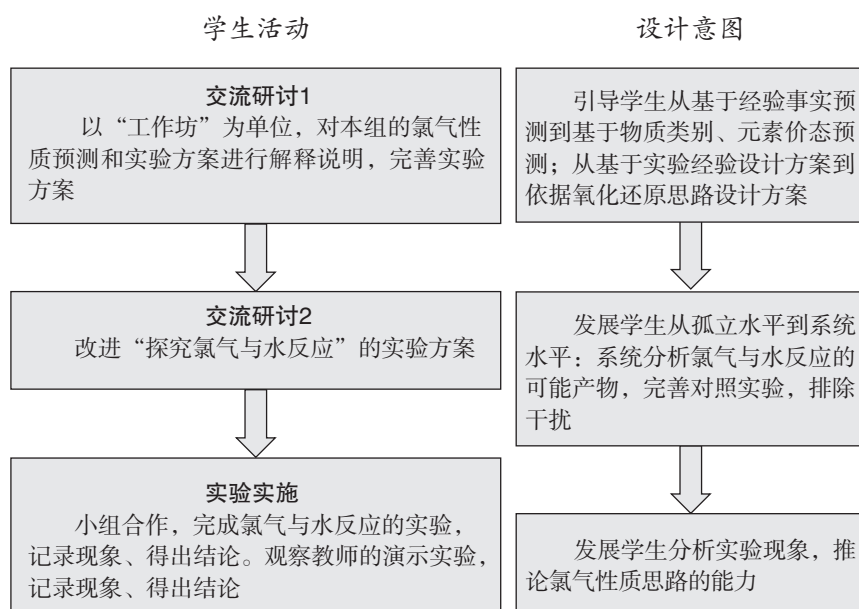 学生活动
设计意图
交流研讨1
以“工作坊”为单位，对本组的氯气性
质预测和实验方案进行解释说明，完善实验
方案
引导学生从基于经验事实预
测到基于物质类别、元素价态预
测；从基于实验经验设计方案到
依据氧化还原思路设计方案
交流研讨2
改进“探究氯气与水反应”的实验方案
发展学生从孤立水平到系统
水平：系统分析氯气与水反应的
可能产物，完善对照实验，排除
干扰
实验实施
小组合作，完成氯气与水反应的实验，
记录现象、得出结论。观察教师的演示实验，
记录现象、得出结论
发展学生分析实验现象，推
论氯气性质思路的能力